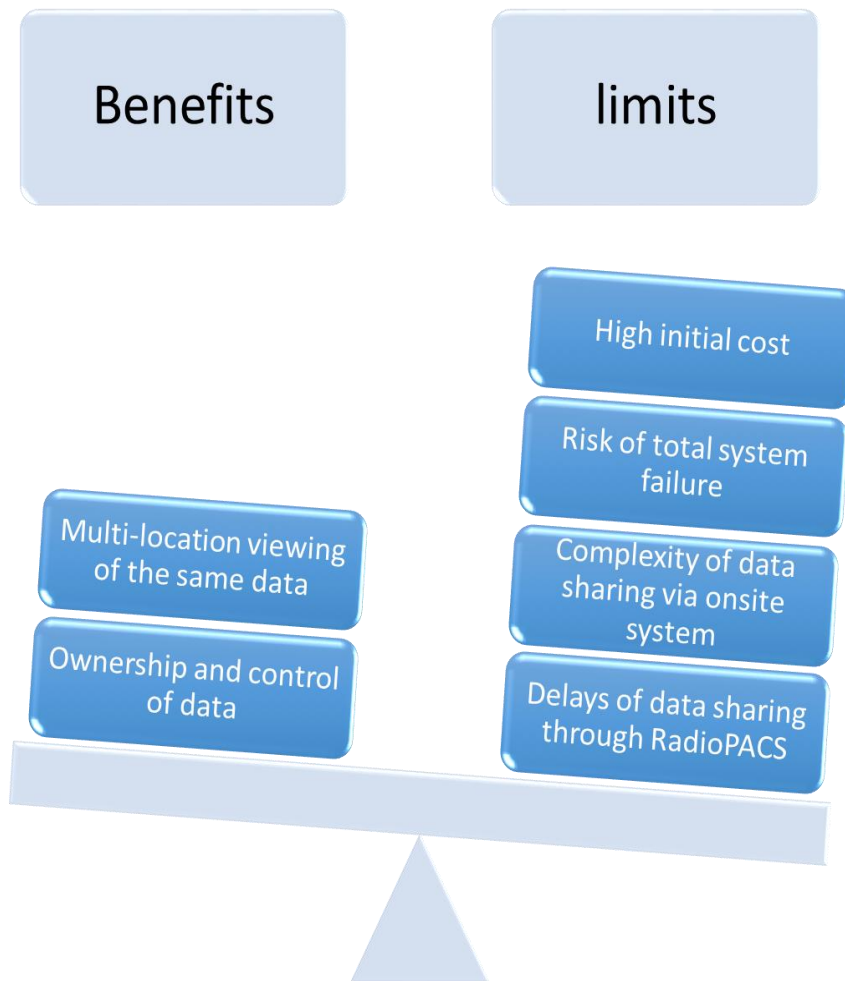 Benefits
limits
High initial cost
Risk of total system
failure
Multi-location viewing
of the same data
Complexity of data
sharing via onsite
system
Ownership and control
of data
Delays of data sharing
through RadioPACS